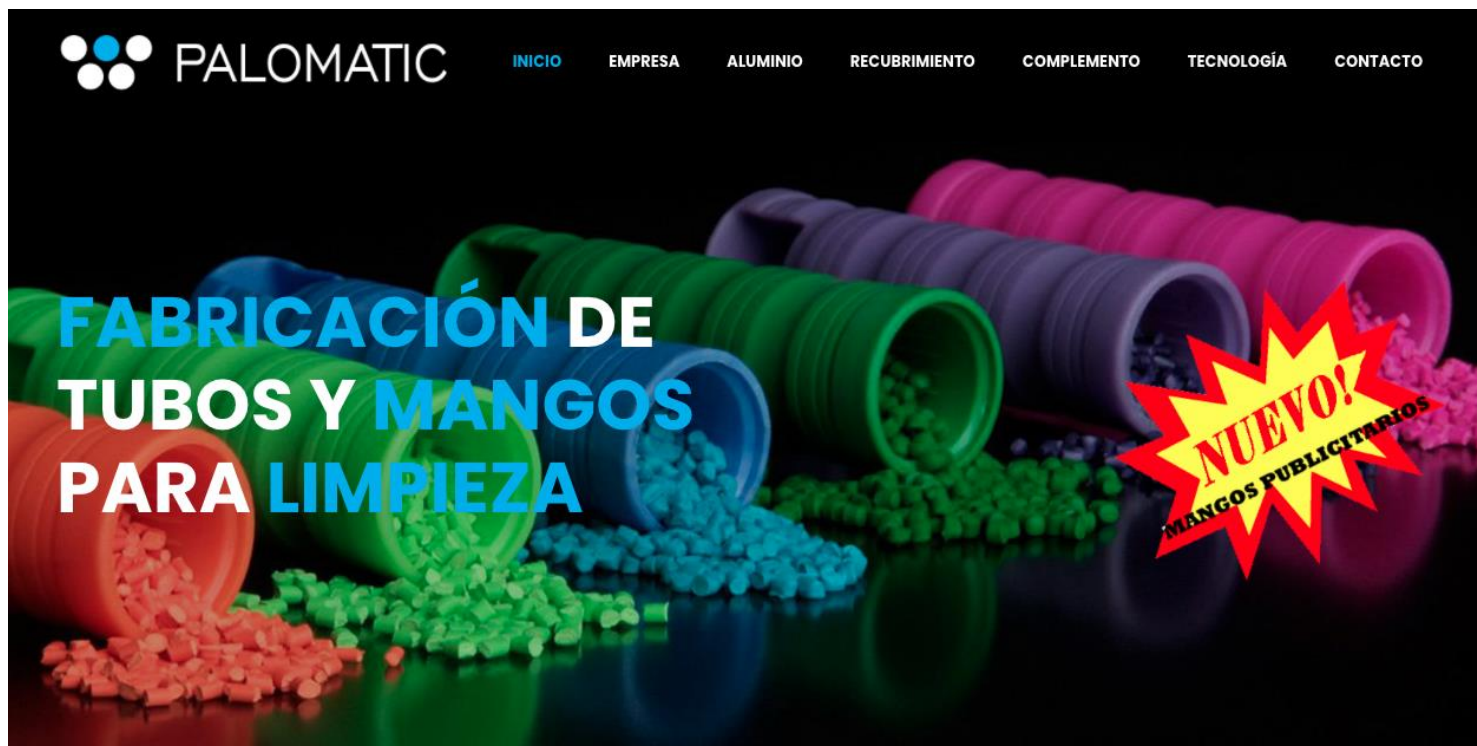 PALOMATIC
INICIO EMPRESA ALUMINIO RECUBRIMIENTO COMPLEMENTO TECNOLOGÍA CONTACTO
FABRICACIÓN DE
TUBOS Y MANGOS
PARA LIMPIEZA
NUEVO!
MANGOS PUBLICITARIOS